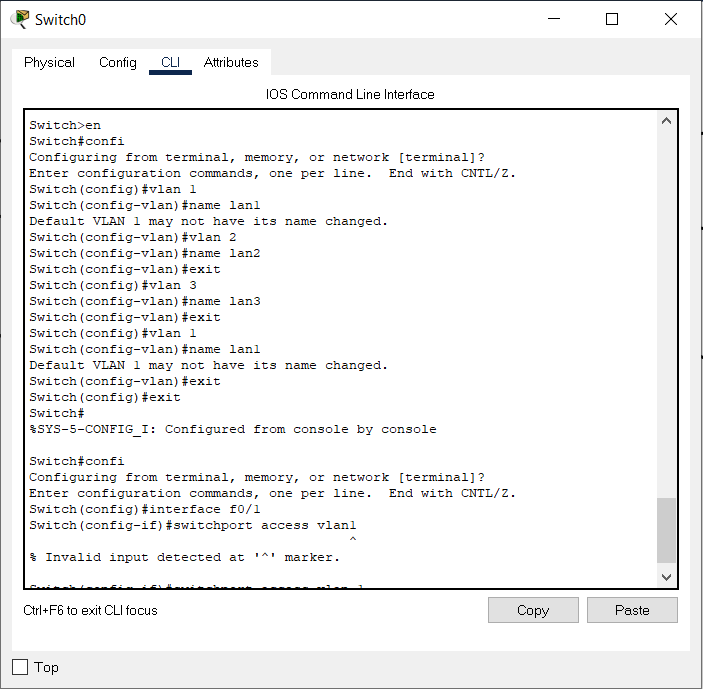 Switch0
Physical Config CLI Attributes
IOS Command Line Interface
Switch>en
Switch#confi
Configuring from terminal, memory, or network [terminal]?
Enter configuration commands, one per line.  End with CNTL/Z.
Switch(config)#vlan 1
Switch(config-vlan)#name lan1
Default VLAN 1 may not have its name changed.
Switch(config-vlan)#vlan 2
Switch(config-vlan)#name lan2
Switch(config-vlan)#exit
Switch(config)#vlan 3
Switch(config-vlan)#name lan3
Switch(config-vlan)#exit
Switch(config)#vlan 1
Switch(config-vlan)#name lan1
Default VLAN 1 may not have its name changed.
Switch(config-vlan)#exit
Switch(config)#exit
Switch#
%SYS-5-CONFIG_I: Configured from console by console
Switch#confi
Configuring from terminal, memory, or network [terminal]?
Enter configuration commands, one per line.  End with CNTL/Z.
Switch(config)#interface f0/1
Switch(config-if)#switchport access vlan1
^
% Invalid input detected at '^' marker.
Switch(config-if)#switchport access vlan 1
Ctrl+F6 to exit CLI focus
Copy Paste
Top